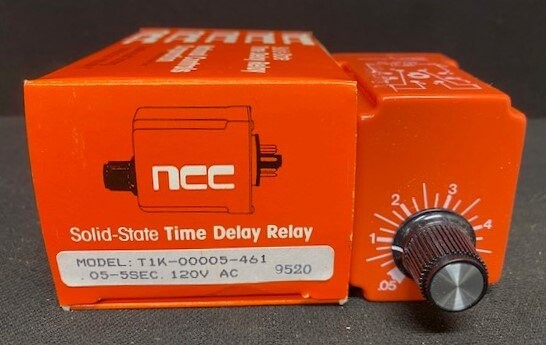 ncc
Solid-State Time Delay Relay
MODEL: T1K-00005-461
.05-5SEC. 120V AC 9520
3
2
4
1
.05